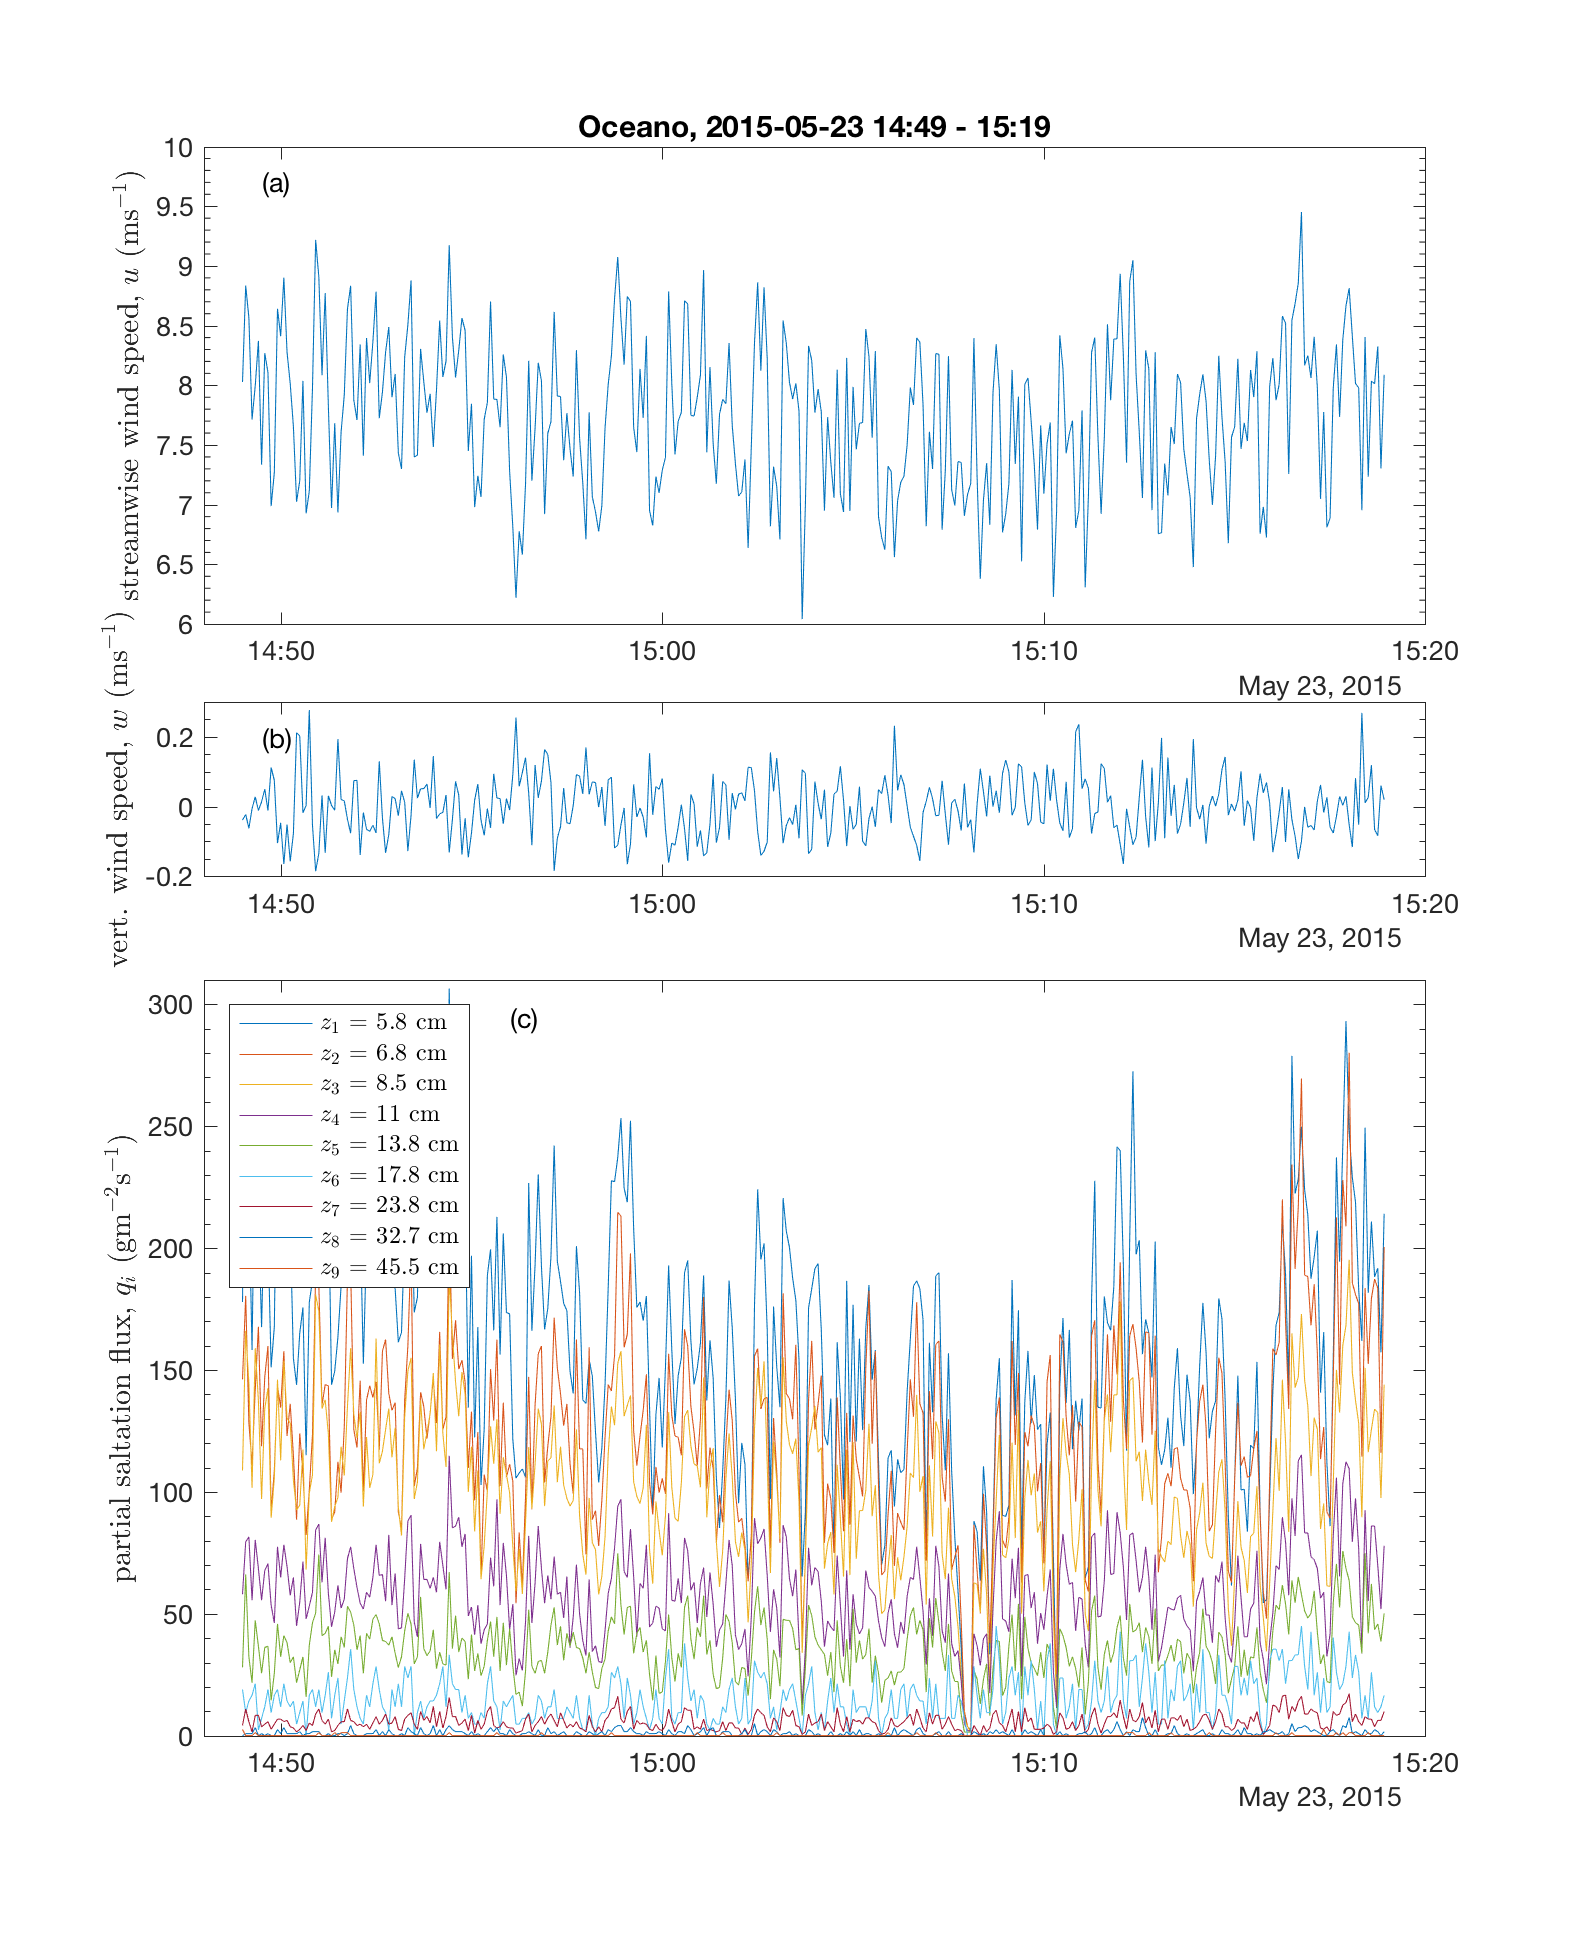 Oceano, 2015-05-23 14:49 - 15:19
(a)
streamwise wind speed, u (ms−1)
10
9.5
9
8.5
8
7.5
7
6.5
6
14:50 15:00 15:10 15:20
May 23, 2015
(b)
vert. wind speed, w (ms−1)
0.2
0
-0.2
14:50 15:00 15:10 15:20
May 23, 2015
(c)
partial saltation flux, qi (gm−2s−1)
300
250
200
150
100
50
0
z1 = 5.8 cm
z2 = 6.8 cm
z3 = 8.5 cm
z4 = 11 cm
z5 = 13.8 cm
z6 = 17.8 cm
z7 = 23.8 cm
z8 = 32.7 cm
z9 = 45.5 cm
14:50 15:00 15:10 15:20
May 23, 2015